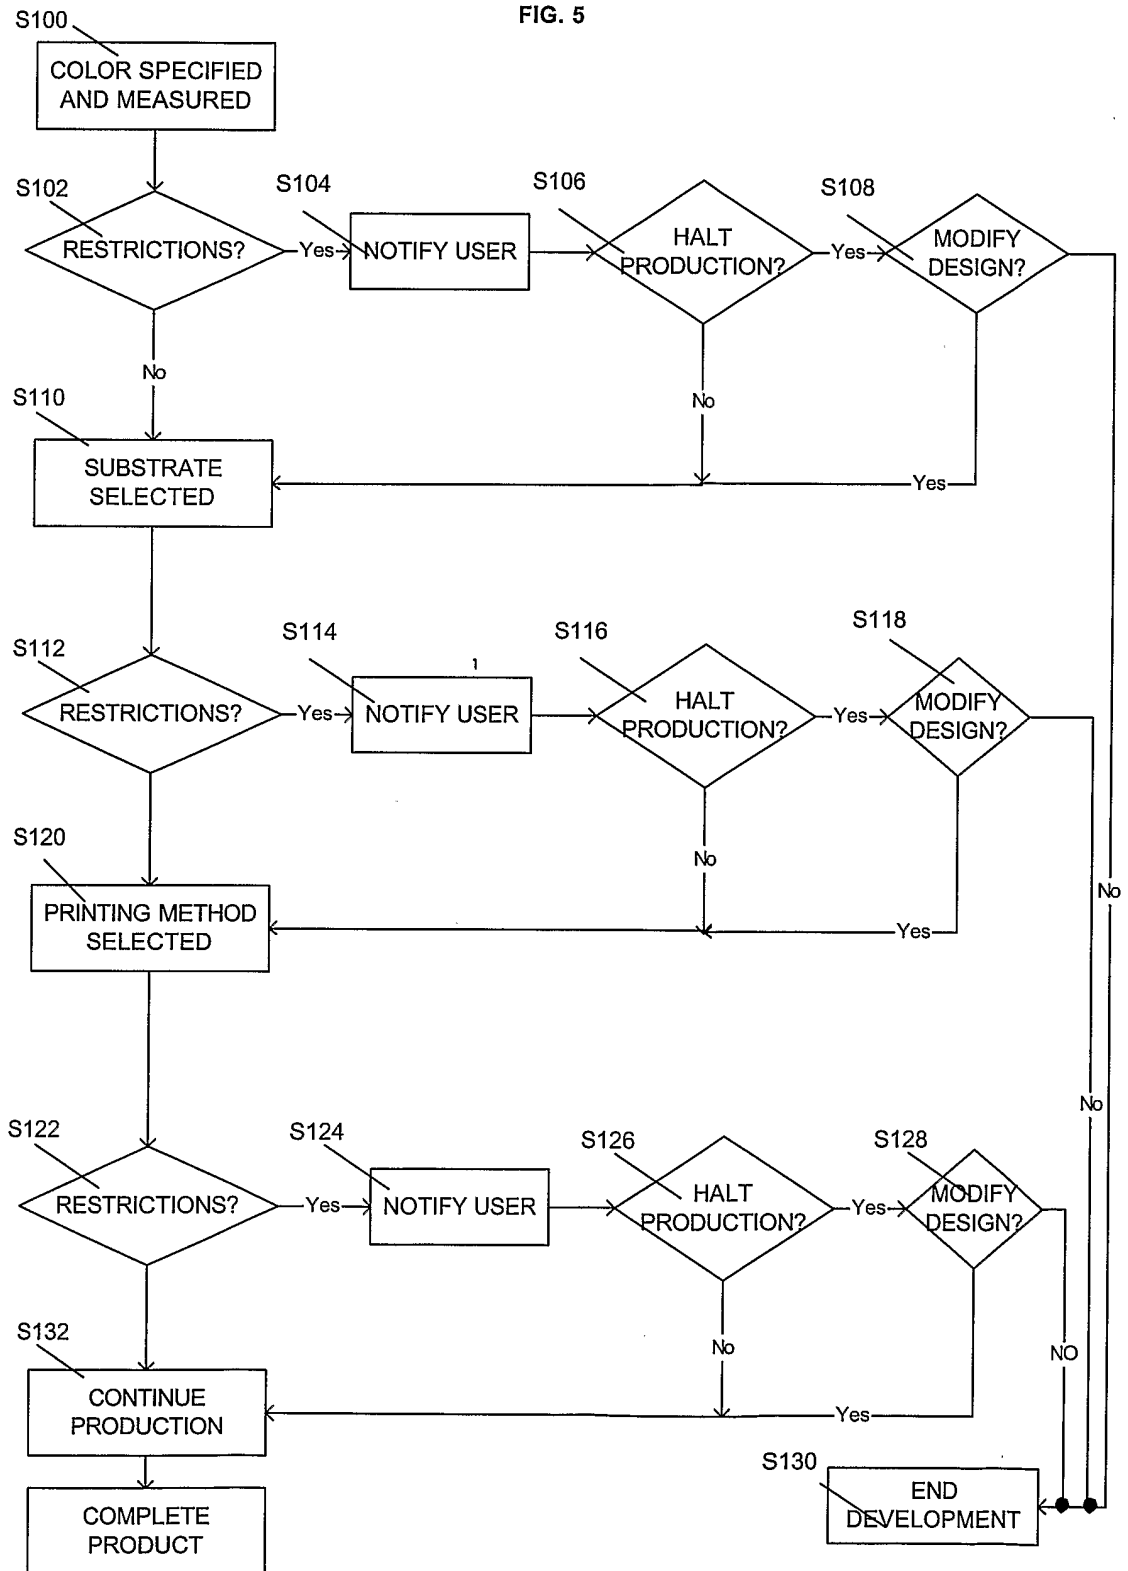 FIG. 5
S100
COLOR SPECIFIED
AND MEASURED
S102
RESTRICTIONS?
Yes
S104
NOTIFY USER
S106
HALT
PRODUCTION?
Yes
S108
MODIFY
DESIGN?
No
No
Yes
S110
SUBSTRATE
SELECTED
S112
RESTRICTIONS?
Yes
S114
NOTIFY USER
S116
HALT
PRODUCTION?
Yes
S118
MODIFY
DESIGN?
No
Yes
No
S120
PRINTING METHOD
SELECTED
No
S122
RESTRICTIONS?
Yes
S124
NOTIFY USER
S126
HALT
PRODUCTION?
Yes
S128
MODIFY
DESIGN?
No
NO
Yes
S132
CONTINUE
PRODUCTION
S130
END
DEVELOPMENT
COMPLETE
PRODUCT